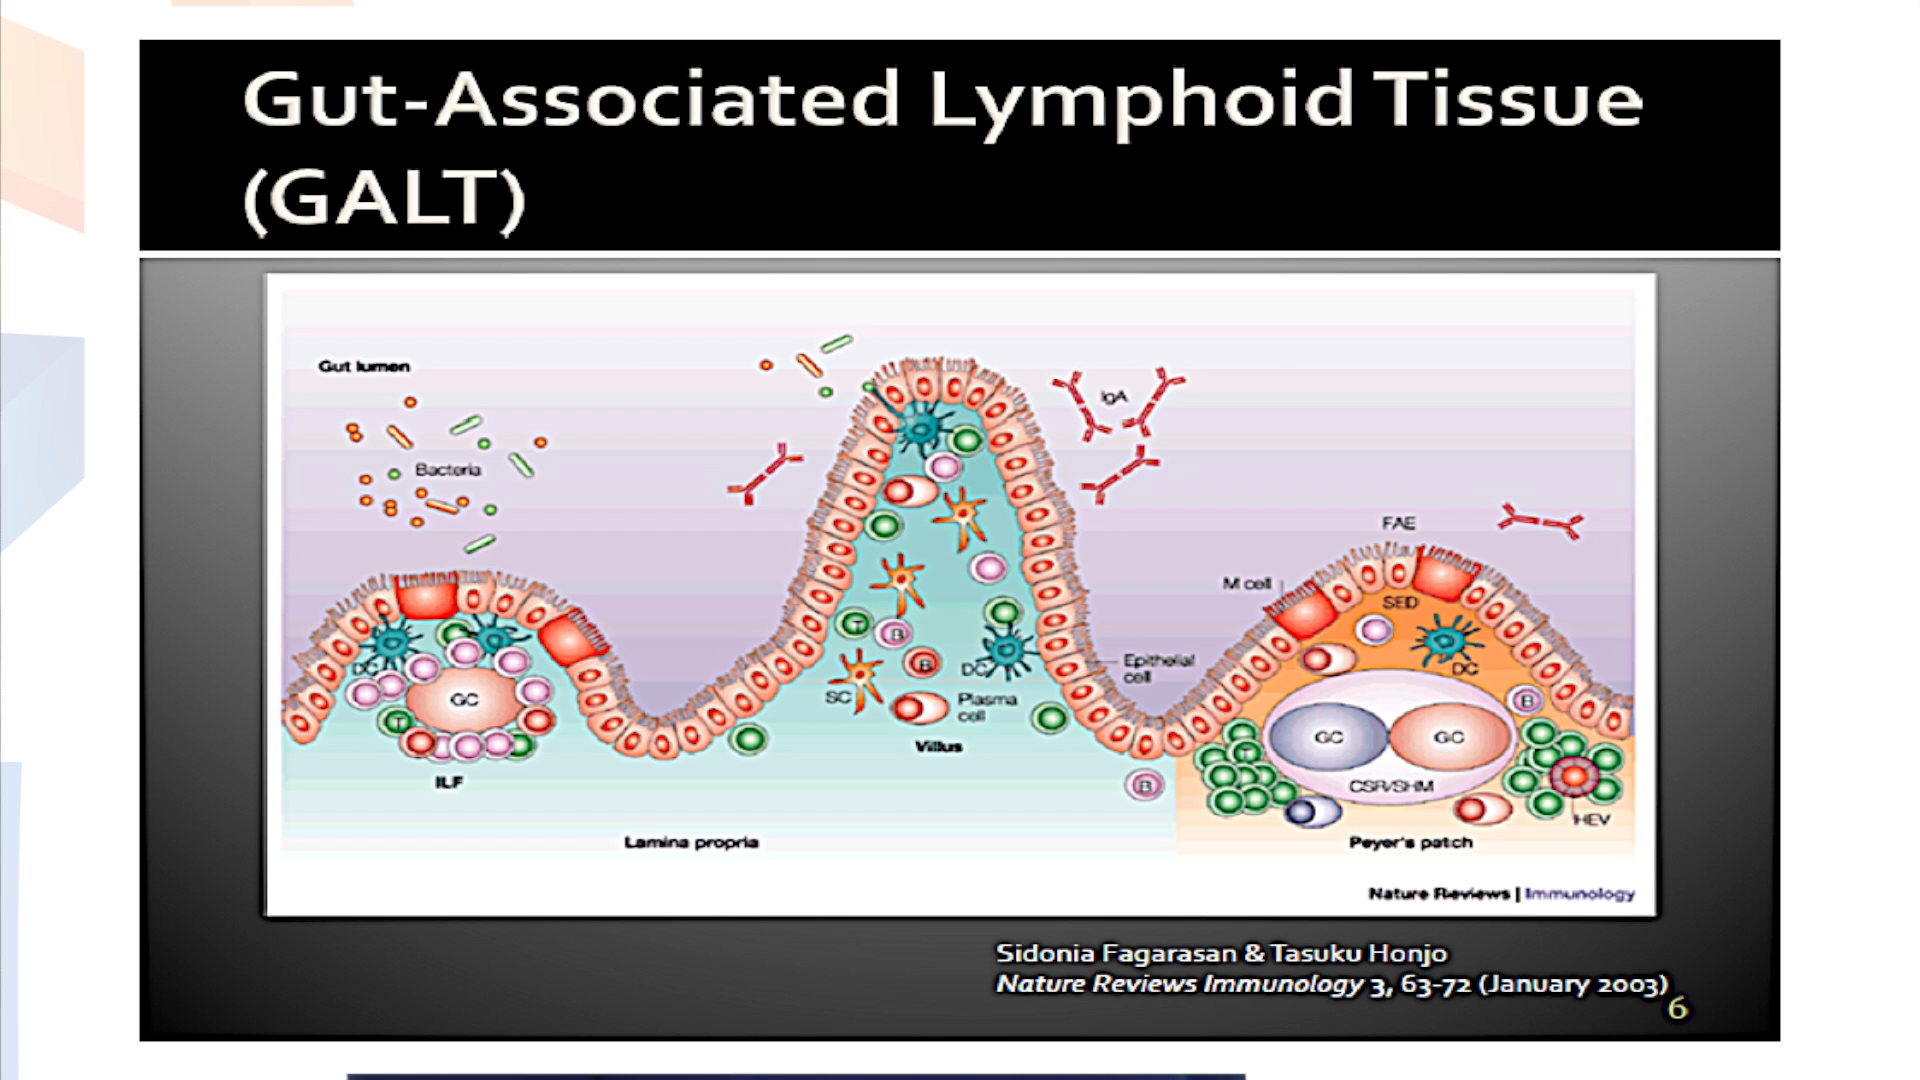 Gut-Associated Lymphoid Tissue
(GALT)
Gut lumen
Bacteria
IgA
FAE
M cell
SED
DC
GC
T
ILF
T
B
B
SC
DC
Plasma
cell
Villus
Epithelial
cell
B
Lamina propria
DC
B
GC
GC
CSR/SHM
T
HEV
Peyer's patch
Nature Reviews | Immunology
Sidonia Fagarasan & Tasuku Honjo
Nature Reviews Immunology 3, 63-72 (January 2003)
6